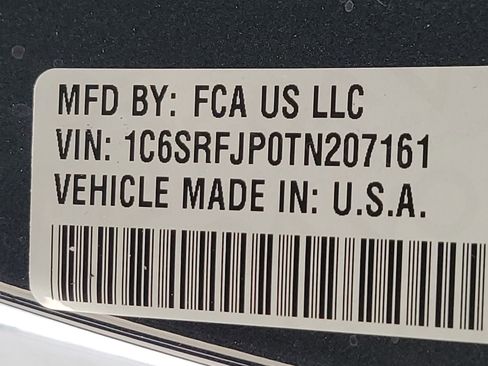 MFD BY: FCA US LLC
VIN: 1C6SRFJP0TN207161
VEHICLE MADE IN: U.S.A.